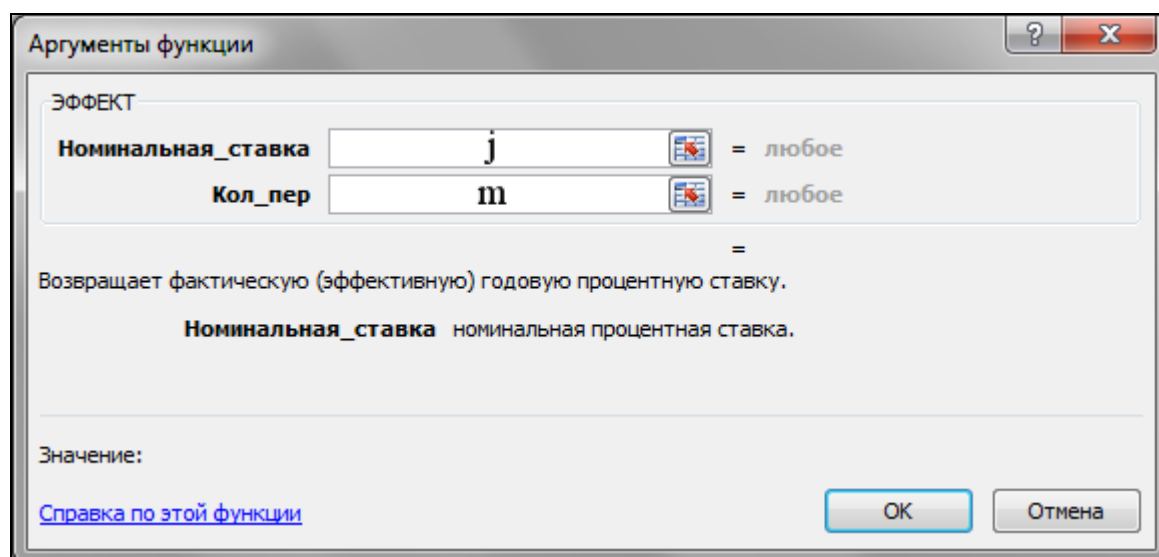 Аргументы функции
?
ЭФФЕКТ
Номинальная_ставка j = любое
Кол_пер m = любое
=
Возвращает фактическую (эффективную) годовую процентную ставку.
Номинальная_ставка номинальная процентная ставка.
Значение:
Справка по этой функции OK Отмена